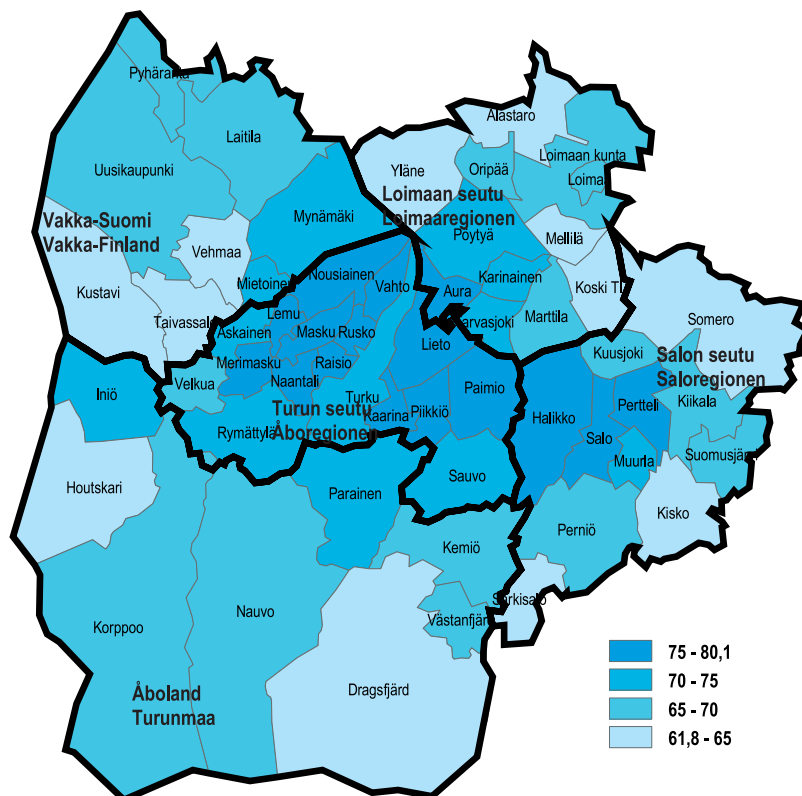 Pyhäranta
Alastaro
Laitila
Yläne
Oripää
Loimaan kunta
Uusikaupunki
Loimaa
Loimaan seutu
Loimaaregionen
Vakka-Suomi
Vakka-Finland
Mynämäki
Pöytyä
Mellilä
Vehmaa
Mietoinen
Nousiainen
Vahto
Karinainen
Kustavi
Aura
Koski Tl
Taivassalo
Lemu
Askainen
Masku
Rusko
Tarvasjoki
Marttila
Somero
Lieto
Kuusjoki
Salon seutu
Saloregionen
Velkua
Merimasku
Raisio
Naantali
Iniö
Turku
Turun seutu
Åboregionen
Kaarina
Piikkiö
Paimio
Halikko
Pertteli
Kiikala
Rymättylä
Salo
Muurla
Suomusjärvi
Sauvo
Houtskari
Parainen
Kisko
Perniö
Kemiö
Särkisalo
Nauvo
Korppoo
Västanfjärd
Dragsfjärd
Åboland
Turunmaa
75 - 80,1
70 - 75
65 - 70
61,8 - 65